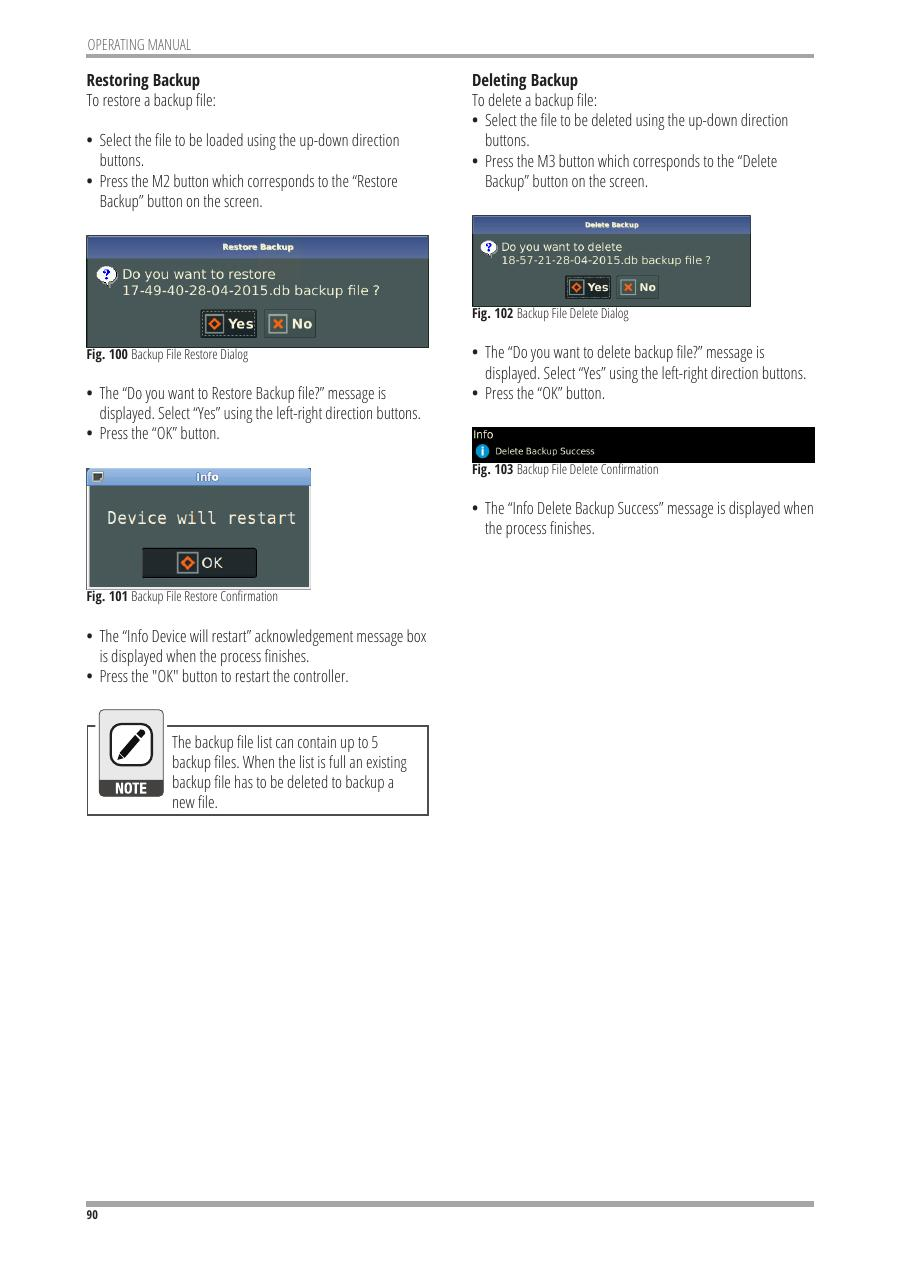 OPERATING MANUAL
Restoring Backup
To restore a backup file:
• Select the file to be loaded using the up-down direction
buttons.
• Press the M2 button which corresponds to the “Restore
Backup” button on the screen.
Restore Backup
Do you want to restore
17-49-40-28-04-2015.db backup file ?
Yes No
Fig. 100 Backup File Restore Dialog
• The “Do you want to Restore Backup file?” message is
displayed. Select “Yes” using the left-right direction buttons.
• Press the “OK” button.
Info
Device will restart
OK
Fig. 101 Backup File Restore Confirmation
• The “Info Device will restart” acknowledgement message box
is displayed when the process finishes.
• Press the "OK" button to restart the controller.
NOTE
The backup file list can contain up to 5
backup files. When the list is full an existing
backup file has to be deleted to backup a
new file.
Deleting Backup
To delete a backup file:
• Select the file to be deleted using the up-down direction
buttons.
• Press the M3 button which corresponds to the “Delete
Backup” button on the screen.
Delete Backup
Do you want to delete
18-57-21-28-04-2015.db backup file ?
Yes No
Fig. 102 Backup File Delete Dialog
• The “Do you want to delete backup file?” message is
displayed. Select “Yes” using the left-right direction buttons.
• Press the “OK” button.
Info
Delete Backup Success
Fig. 103 Backup File Delete Confirmation
• The “Info Delete Backup Success” message is displayed when
the process finishes.
90